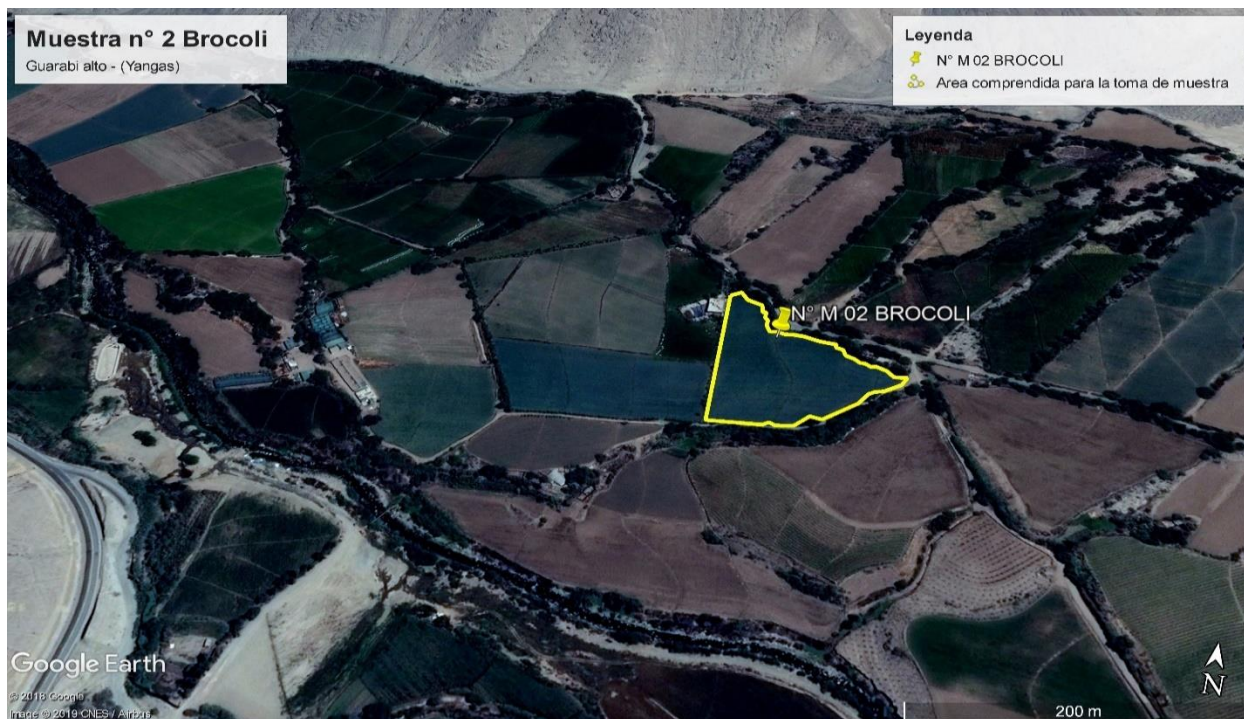 Muestra n° 2 Brocoli
Guarabi alto - (Yangas)
Leyenda
N° M 02 BROCOLI
Area comprendida para la toma de muestra
N° M 02 BROCOLI
Google Earth
© 2018 Google
Image © 2019 CNES / Airbus
200 m
N